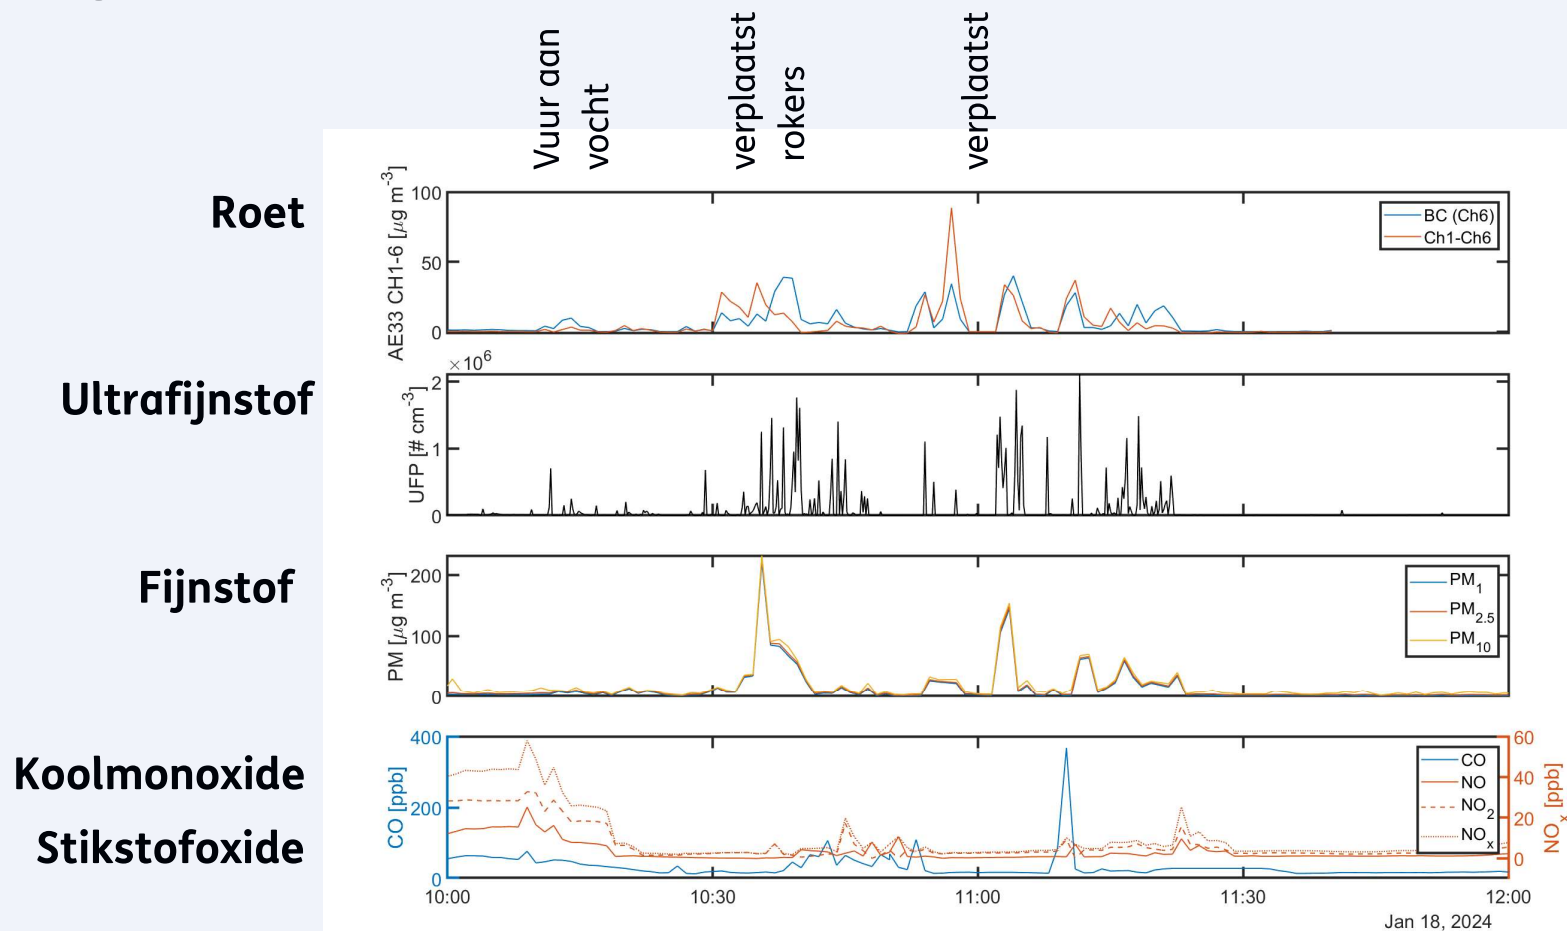 Vuur aan
vocht
verplaatst
rokers
verplaatst
Roet
AE33 CH1-6 [µg m-3]
100
50
0
BC (Ch6)
Ch1-Ch6
Ultrafijnstof
×10^6
UFP [# cm-3]
2
1
0
Fijnstof
PM [µg m-3]
200
100
0
PM1
PM2.5
PM10
Koolmonoxide
Stikstofoxide
CO [ppb]
400
200
0
CO
NO
NO2
NOx
60
40
20
0
NOx [ppb]
10:00 10:30 11:00 11:30 12:00
Jan 18, 2024